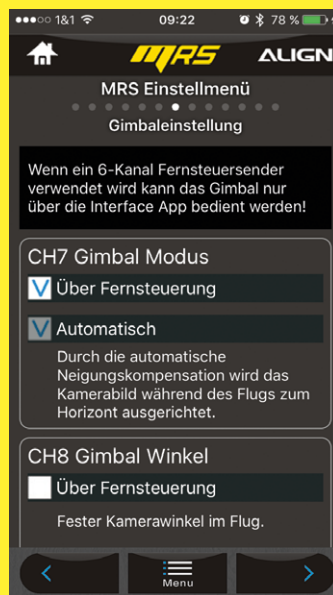 1&1 09:22 78 %
MRS ALIGN
MRS Einstellmenü
Gimbaleinstellung
Wenn ein 6-Kanal Fernsteuersender
verwendet wird kann das Gimbal nur
über die Interface App bedient werden!
CH7 Gimbal Modus
Über Fernsteuerung
Automatisch
Durch die automatische
Neigungskompensation wird das
Kamerabild während des Flugs zum
Horizont ausgerichtet.
CH8 Gimbal Winkel
Über Fernsteuerung
Fester Kamerawinkel im Flug.
Menu